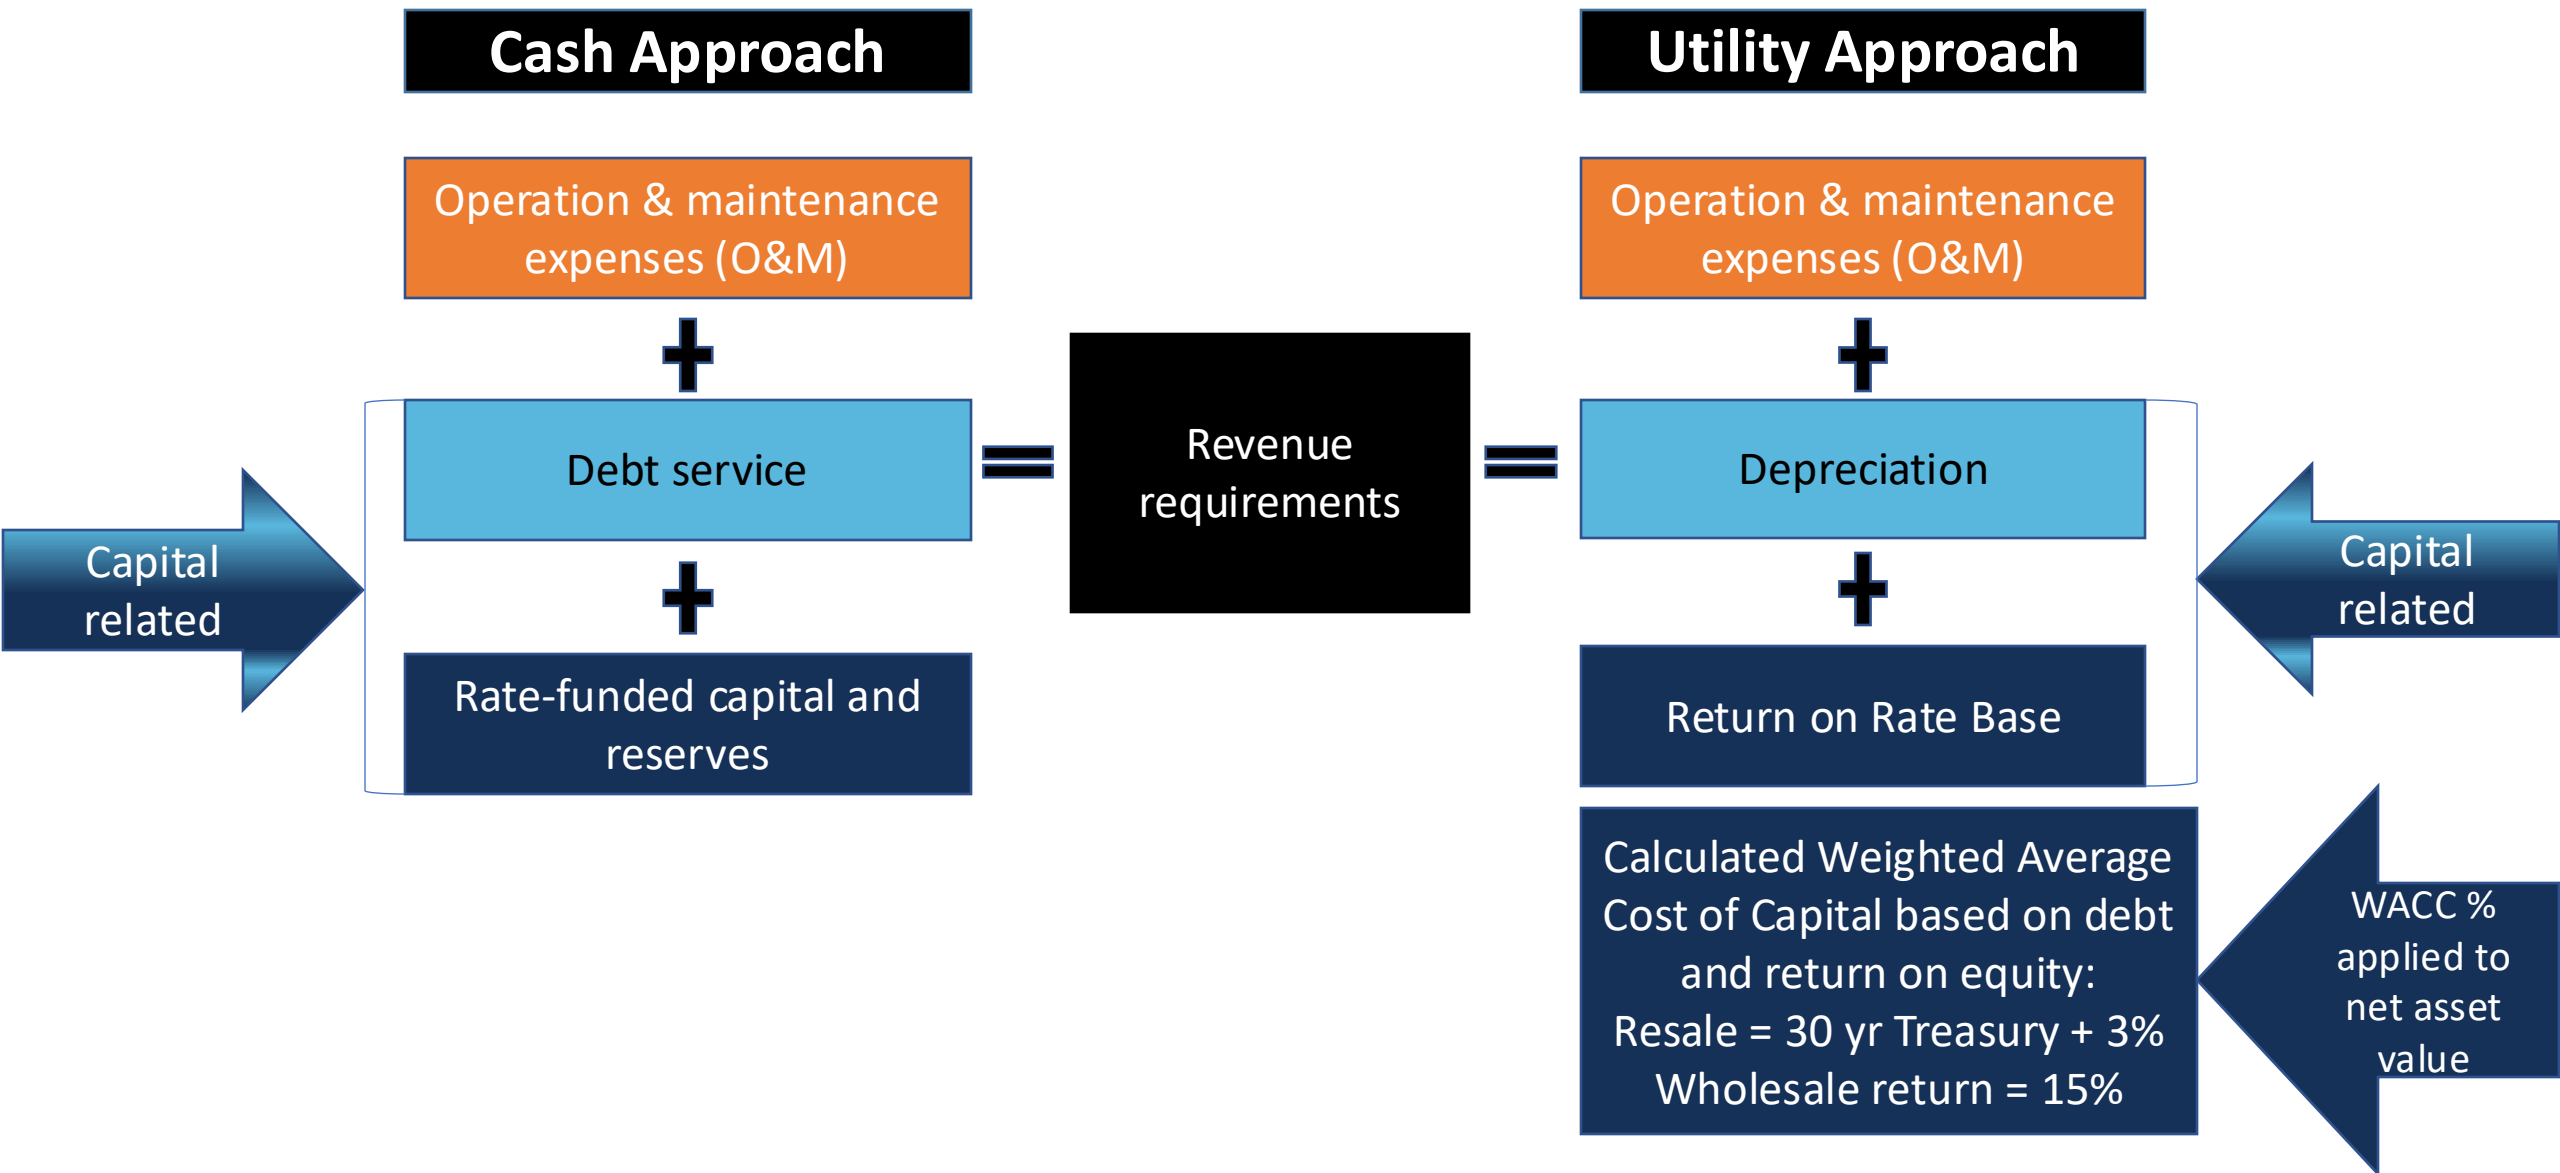 Cash Approach
Utility Approach
Operation & maintenance
expenses (O&M)
Operation & maintenance
expenses (O&M)
Debt service
Revenue
requirements
Depreciation
Capital
related
Capital
related
Rate-funded capital and
reserves
Return on Rate Base
Calculated Weighted Average
Cost of Capital based on debt
and return on equity:
Resale = 30 yr Treasury + 3%
Wholesale return = 15%
WACC %
applied to
net asset
value